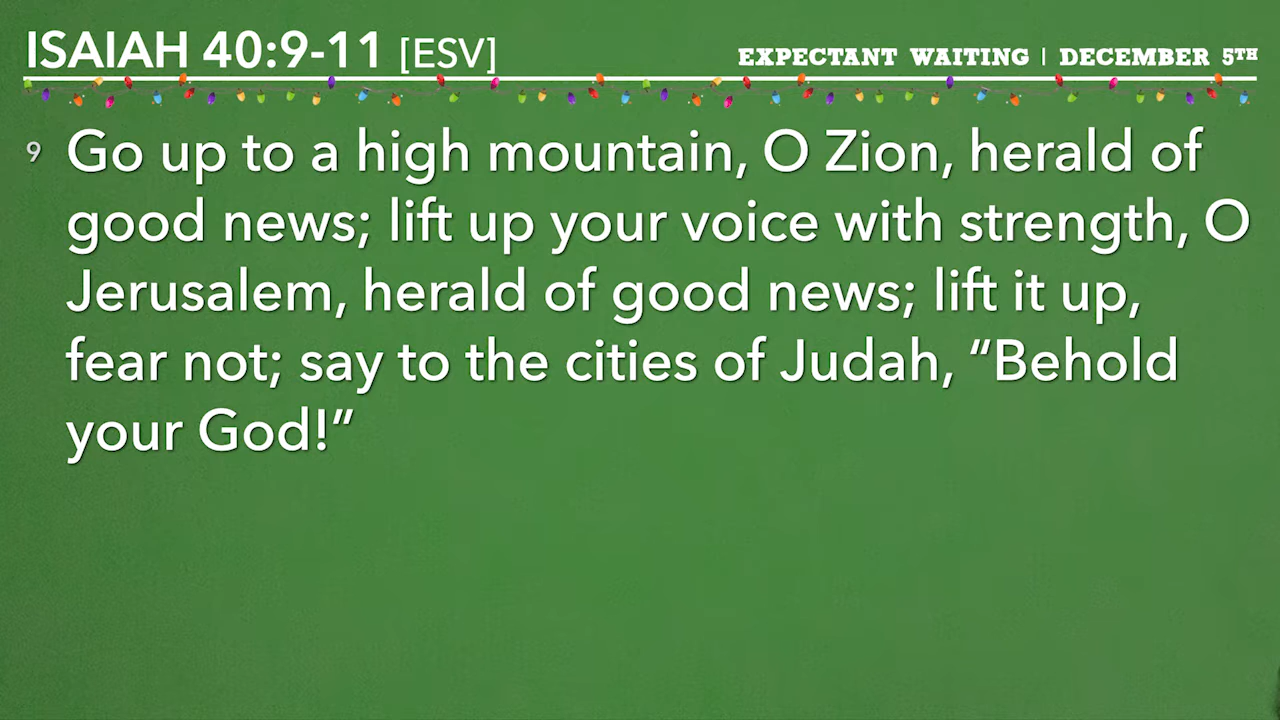 ISAIAH 40:9-11 [ESV]
EXPECTANT WAITING | DECEMBER 5TH
9 Go up to a high mountain, O Zion, herald of
good news; lift up your voice with strength, O
Jerusalem, herald of good news; lift it up,
fear not; say to the cities of Judah, “Behold
your God!”